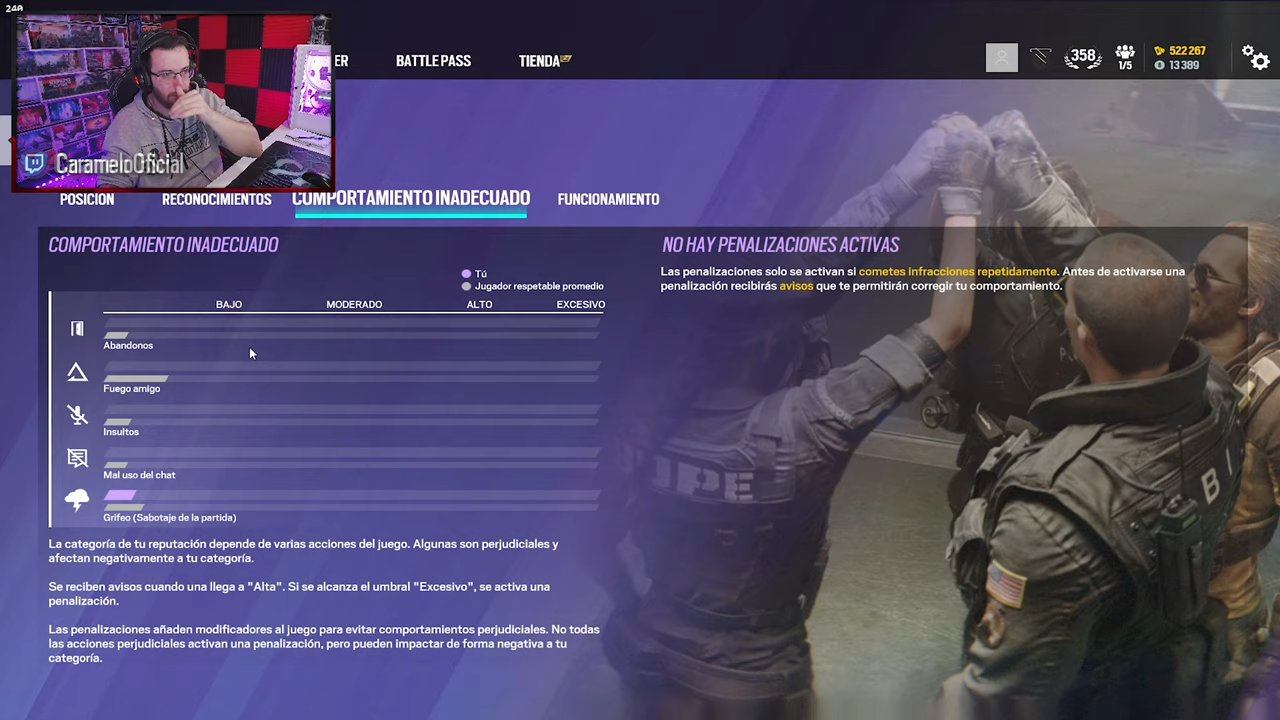 240
ER
BATTLE PASS
TIENDA
358
1/5
522 267
13 389
CarameloOficial
POSICIÓN
RECONOCIMIENTOS
COMPORTAMIENTO INADECUADO
FUNCIONAMIENTO
COMPORTAMIENTO INADECUADO
Tú
Jugador respetable promedio
BAJO
MODERADO
ALTO
EXCESIVO
Abandonos
Fuego amigo
Insultos
Mal uso del chat
Grifeo (Sabotaje de la partida)
La categoría de tu reputación depende de varias acciones del juego. Algunas son perjudiciales y
afectan negativamente a tu categoría.
Se reciben avisos cuando una llega a "Alta". Si se alcanza el umbral "Excesivo", se activa una
penalización.
Las penalizaciones añaden modificadores al juego para evitar comportamientos perjudiciales. No todas
las acciones perjudiciales activan una penalización, pero pueden impactar de forma negativa a tu
categoría.
NO HAY PENALIZACIONES ACTIVAS
Las penalizaciones solo se activan si cometes infracciones repetidamente. Antes de activarse una
penalización recibirás avisos que te permitirán corregir tu comportamiento.
IPE
B I